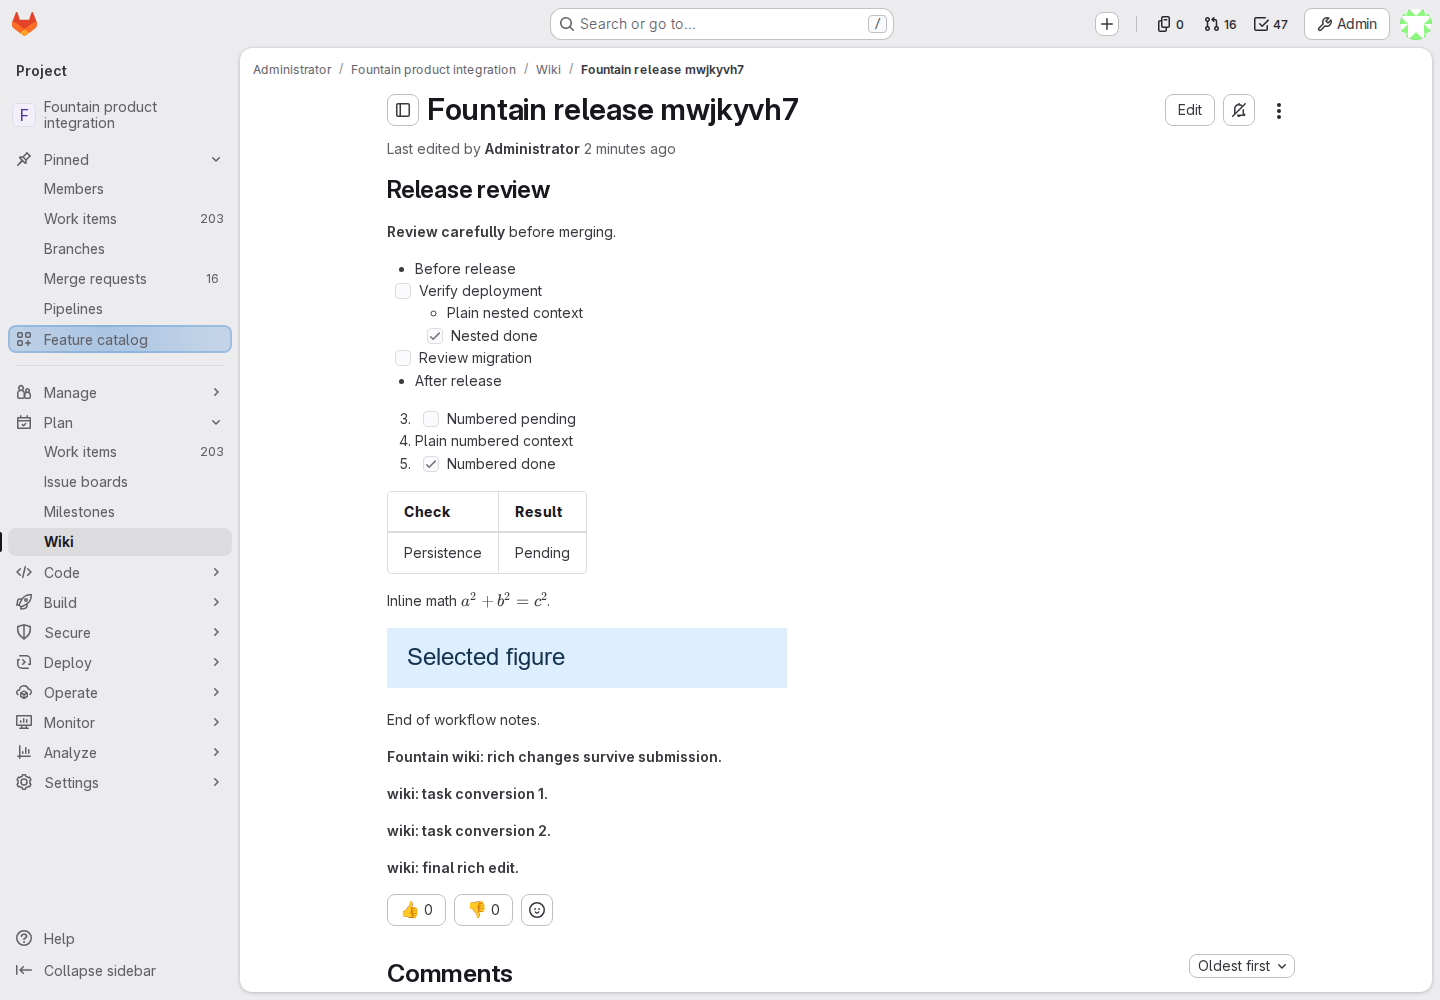 Search or go to...
/
0
16
47
Admin
Project
F
Fountain product
integration
Pinned
Members
Work items
203
Branches
Merge requests
16
Pipelines
Feature catalog
Manage
Plan
Work items
203
Issue boards
Milestones
Wiki
Code
Build
Secure
Deploy
Operate
Monitor
Analyze
Settings
Help
Collapse sidebar
Administrator / Fountain product integration / Wiki / Fountain release mwjkyvh7
Fountain release mwjkyvh7
Edit
Last edited by Administrator 2 minutes ago
Release review
Review carefully before merging.
Before release
Verify deployment
Plain nested context
Nested done
Review migration
After release
3. Numbered pending
4. Plain numbered context
5. Numbered done
Check Result
Persistence Pending
Inline math a² + b² = c².
Selected figure
End of workflow notes.
Fountain wiki: rich changes survive submission.
wiki: task conversion 1.
wiki: task conversion 2.
wiki: final rich edit.
👍 0
👎 0
Comments
Oldest first